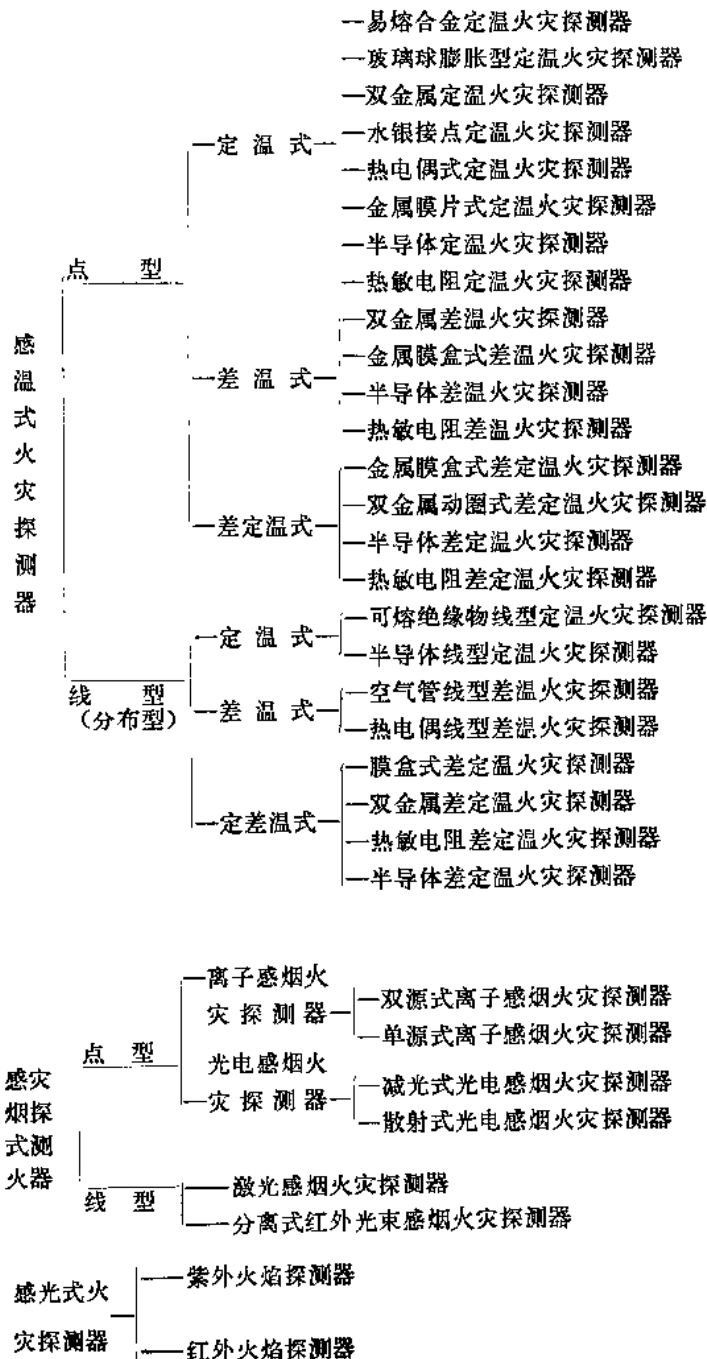 感温式火灾探测器
点型
定温式
易熔合金定温火灾探测器
玻璃球膨胀型定温火灾探测器
双金属定温火灾探测器
水银接点定温火灾探测器
热电偶式定温火灾探测器
金属膜片式定温火灾探测器
半导体定温火灾探测器
热敏电阻定温火灾探测器
差温式
双金属差温火灾探测器
金属膜盒式差温火灾探测器
半导体差温火灾探测器
热敏电阻差温火灾探测器
差定温式
金属膜盒式差定温火灾探测器
双金属动圈式差定温火灾探测器
半导体差定温火灾探测器
热敏电阻差定温火灾探测器
线型
(分布型)
定温式
可熔绝缘物线型定温火灾探测器
半导体线型定温火灾探测器
差温式
空气管线型差温火灾探测器
热电偶线型差温火灾探测器
定差温式
膜盒式差定温火灾探测器
双金属差定温火灾探测器
热敏电阻差定温火灾探测器
半导体差定温火灾探测器
感灾
烟探
式测
火器
点型
离子感烟火
灾探测器
双源式离子感烟火灾探测器
单源式离子感烟火灾探测器
光电感烟火
灾探测器
减光式光电感烟火灾探测器
散射式光电感烟火灾探测器
线型
激光感烟火灾探测器
分离式红外光束感烟火灾探测器
感光式火
灾探测器
紫外火焰探测器
红外火焰探测器